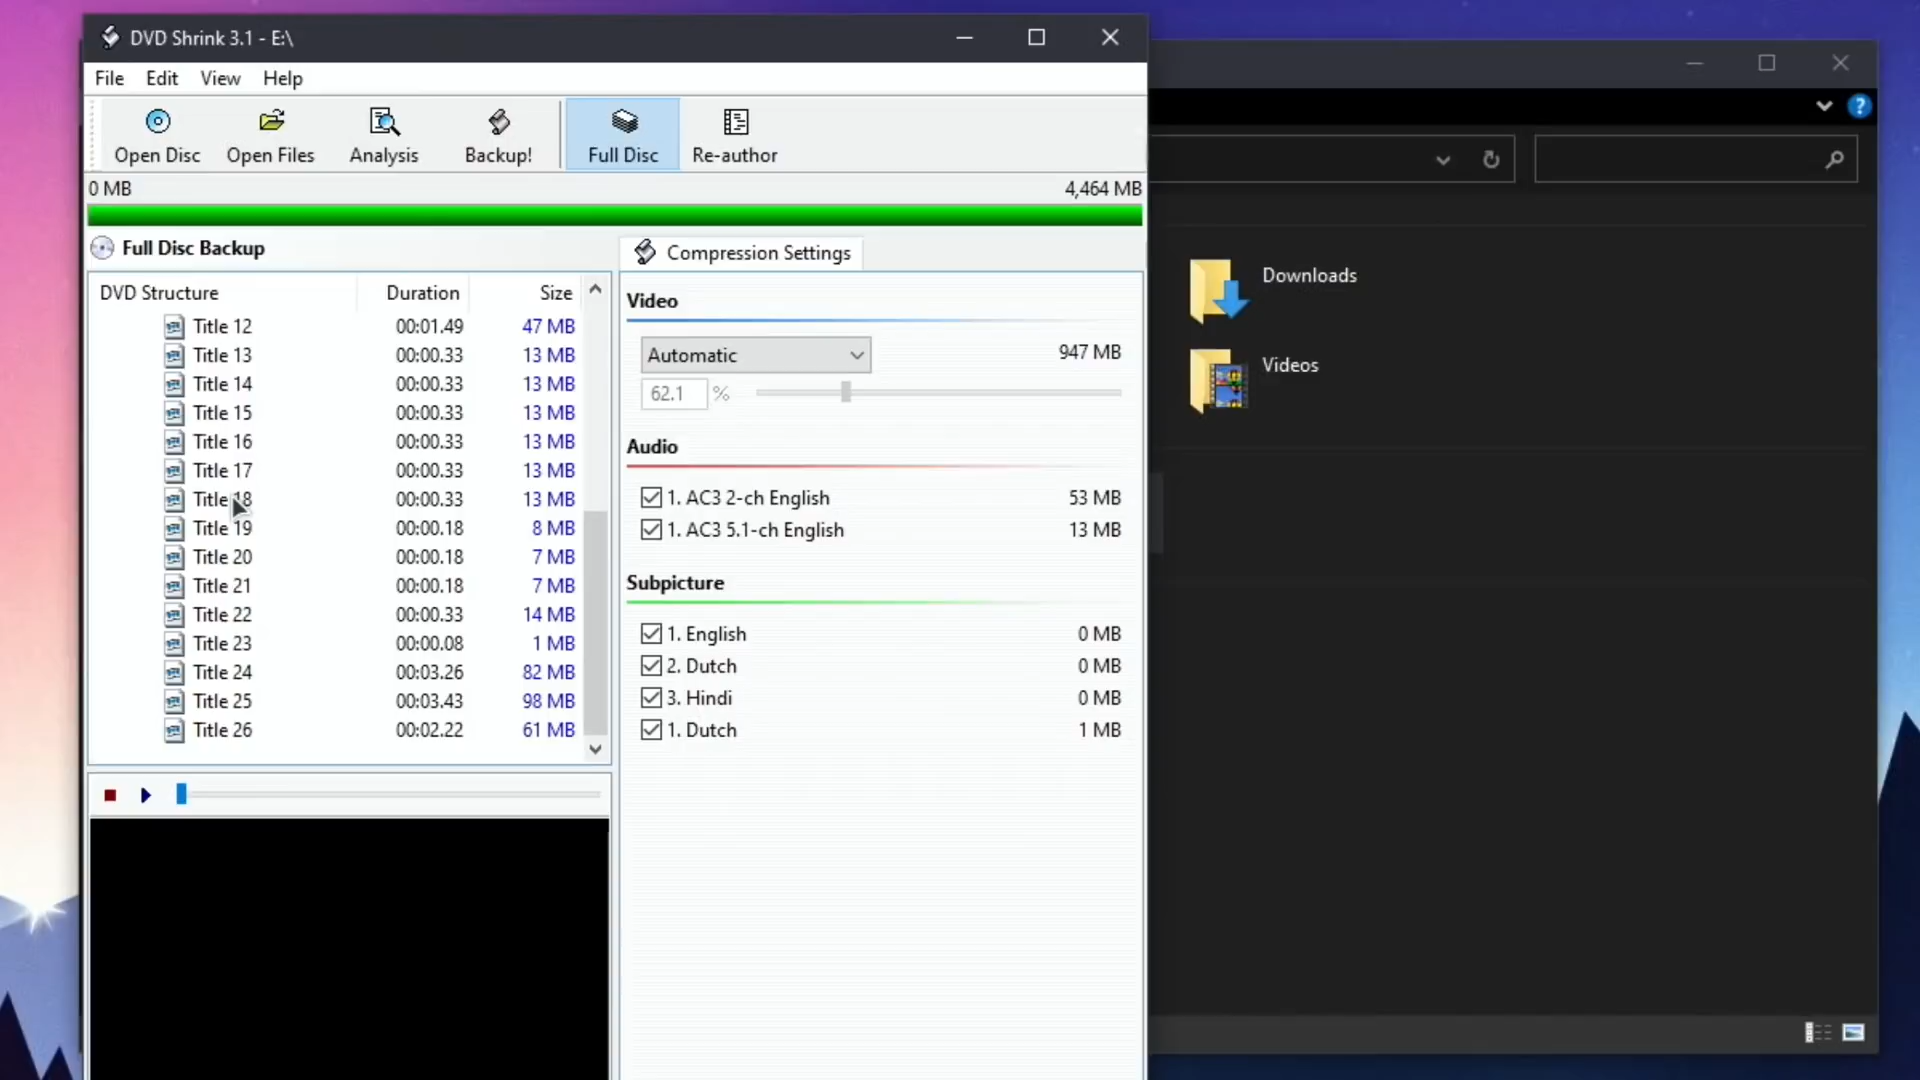 DVD Shrink 3.1 - E:\
File Edit View Help
Open Disc Open Files Analysis Backup! Full Disc Re-author
0 MB 4,464 MB
Full Disc Backup
DVD Structure Duration Size
Title 12 00:01.49 47 MB
Title 13 00:00.33 13 MB
Title 14 00:00.33 13 MB
Title 15 00:00.33 13 MB
Title 16 00:00.33 13 MB
Title 17 00:00.33 13 MB
Title 18 00:00.33 13 MB
Title 19 00:00.18 8 MB
Title 20 00:00.18 7 MB
Title 21 00:00.18 7 MB
Title 22 00:00.33 14 MB
Title 23 00:00.08 1 MB
Title 24 00:03.26 82 MB
Title 25 00:03.43 98 MB
Title 26 00:02.22 61 MB
Compression Settings
Video
Automatic 947 MB
62.1 %
Audio
1. AC3 2-ch English 53 MB
1. AC3 5.1-ch English 13 MB
Subpicture
1. English 0 MB
2. Dutch 0 MB
3. Hindi 0 MB
1. Dutch 1 MB
Downloads
Videos